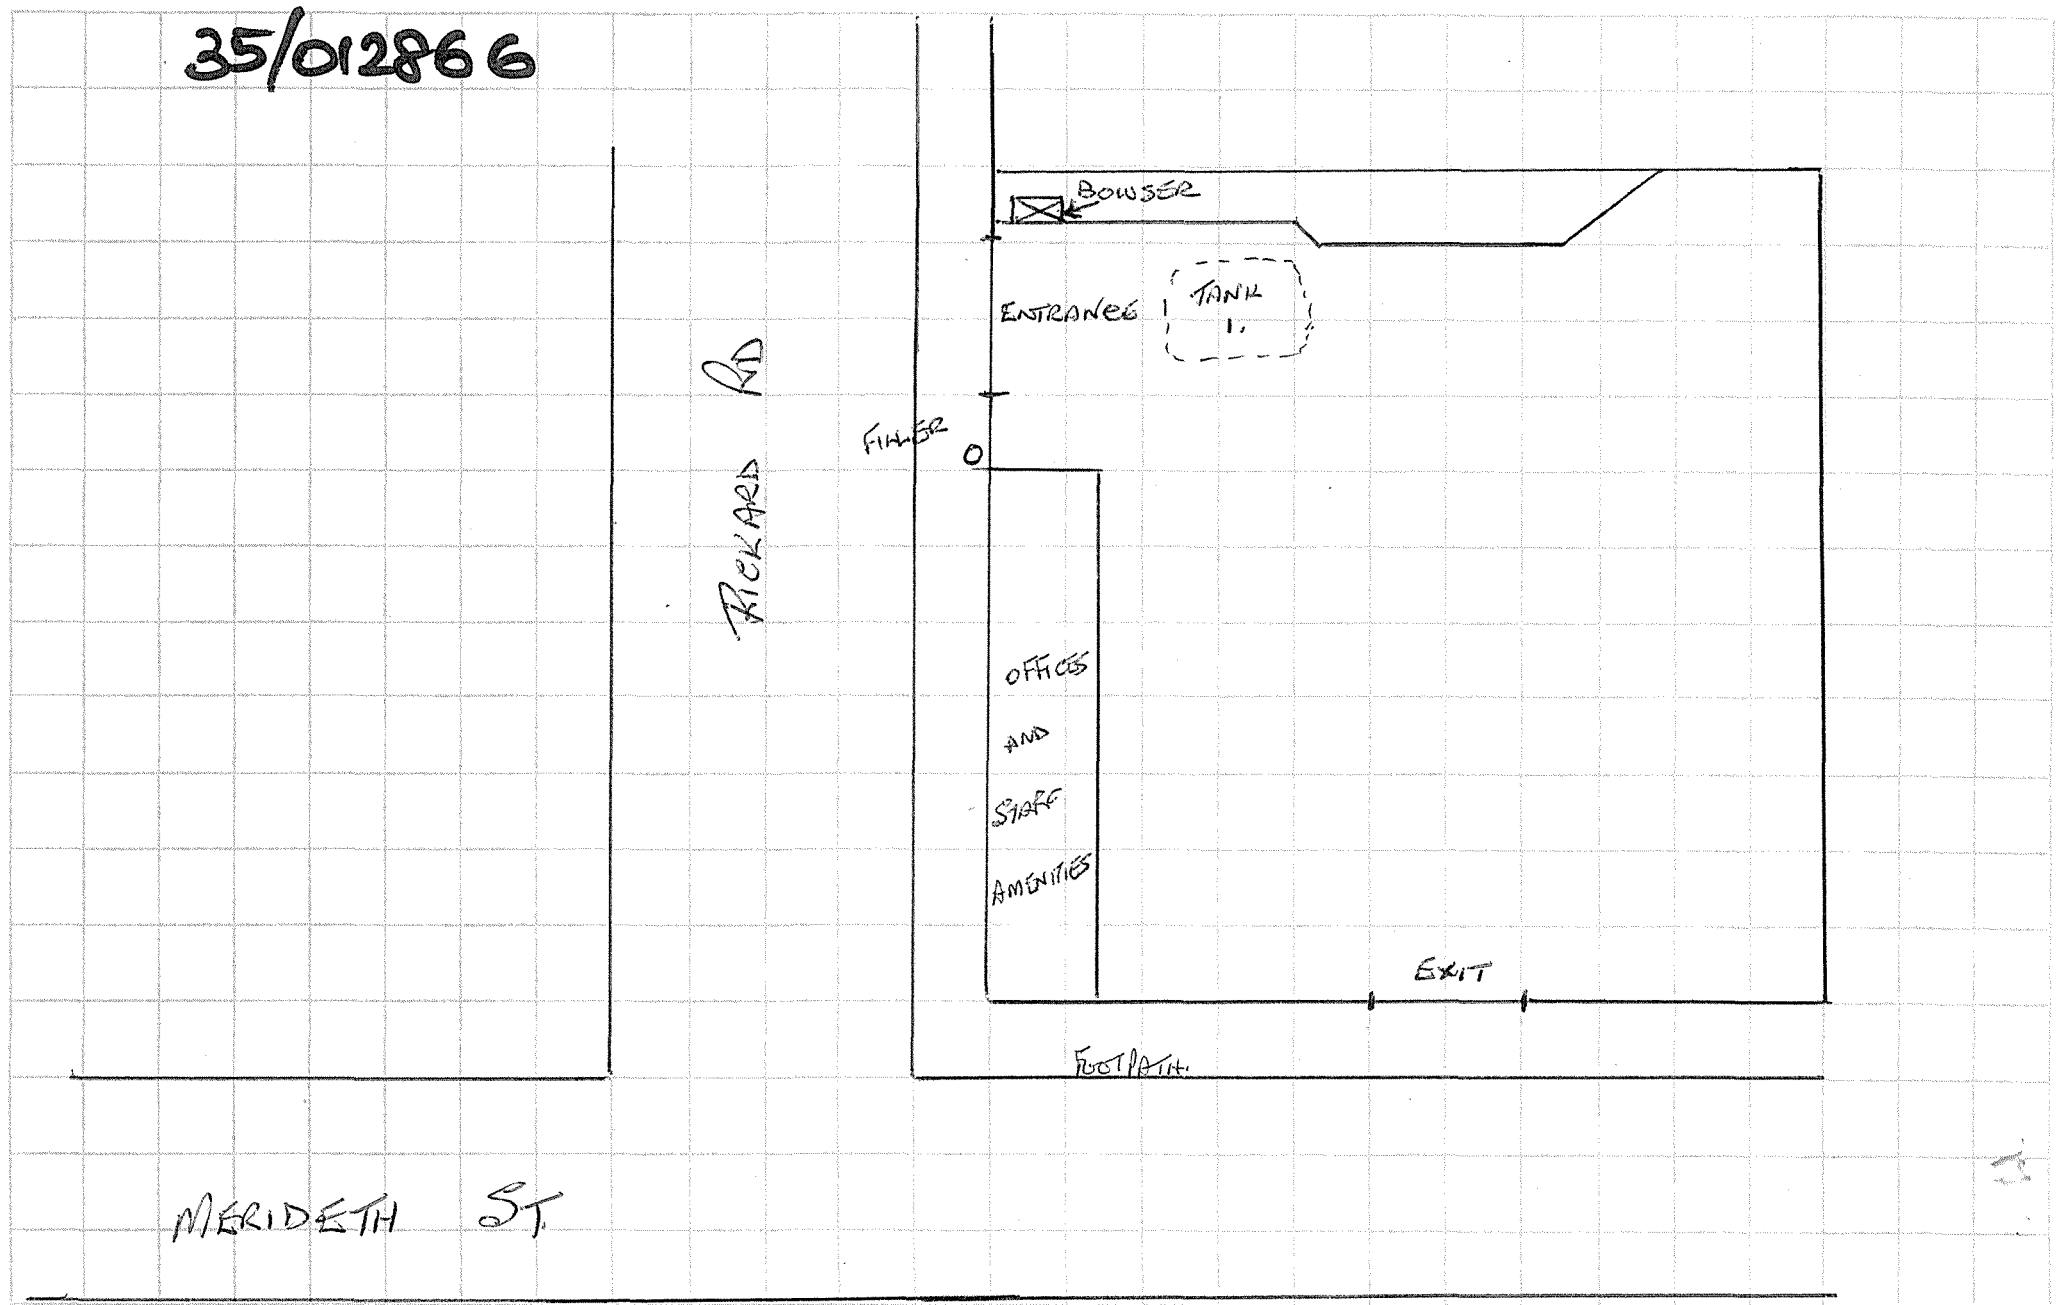 35/012866
BOWSER
TANK
1.
ENTRANCE
FILLER
O
RICKARD RD
OFFICES
AND
STAFF
AMENITIES
EXIT
FOOTPATH.
MERIDETH ST.